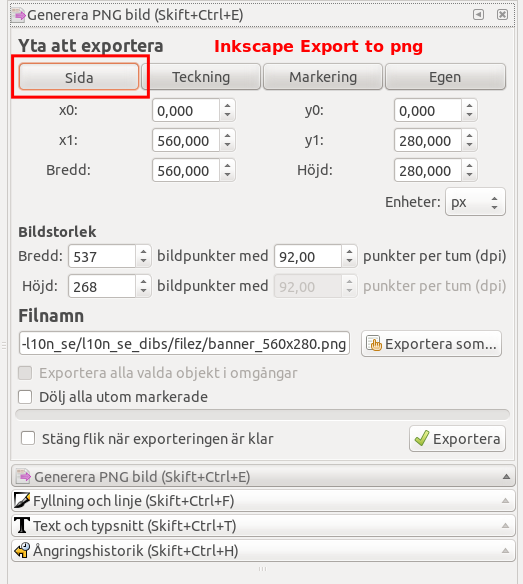 Generera PNG bild (Skift+Ctrl+E)
Yta att exportera
Inkscape Export to png
Sida Teckning Markering Egen
x0: 0,000 y0: 0,000
x1: 560,000 y1: 280,000
Bredd: 560,000 Höjd: 280,000
Enheter: px
Bildstorlek
Bredd: 537 bildpunkter med 92,00 punkter per tum (dpi)
Höjd: 268 bildpunkter med 92,00 punkter per tum (dpi)
Filnamn
-l10n_se/l10n_se_dibs/filez/banner_560x280.png Exportera som...
Exportera alla valda objekt i omgångar
Dölj alla utom markerade
Stäng flik när exporteringen är klar Exportera
Generera PNG bild (Skift+Ctrl+E)
Fyllning och linje (Skift+Ctrl+F)
Text och typsnitt (Skift+Ctrl+T)
Ångringshistorik (Skift+Ctrl+H)